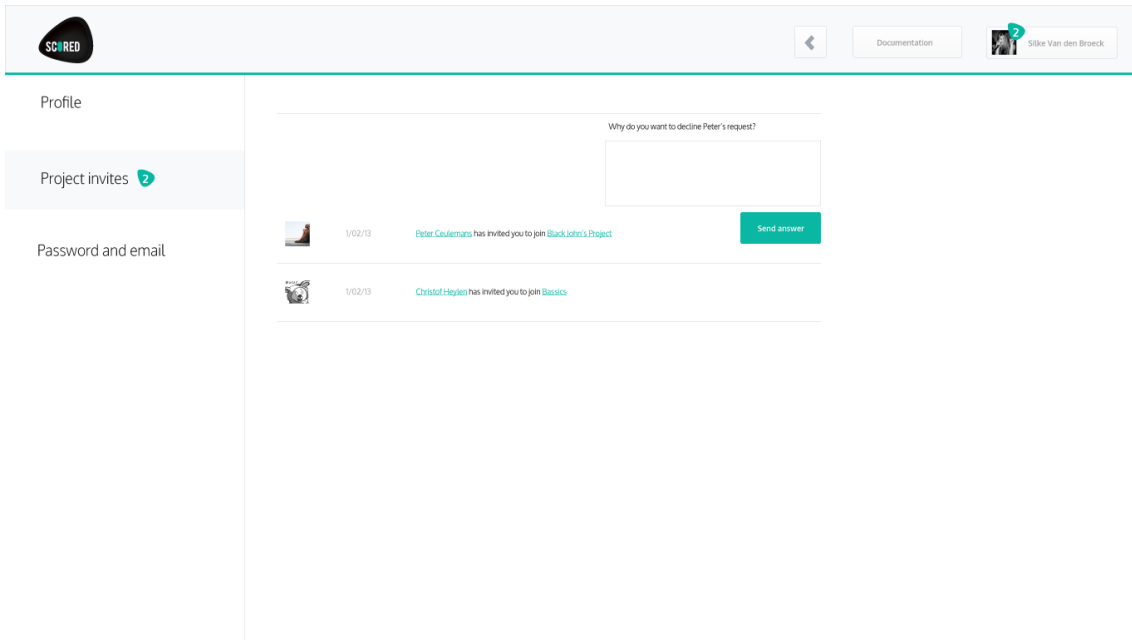 SCORED
Documentation
2
Silke Van den Broeck
Profile
Project invites 2
Password and email
Why do you want to decline Peter's request?
1/02/13 Peter Ceulemans has invited you to join Black John's Project
Send answer
1/02/13 Christof Heylen has invited you to join Bassics